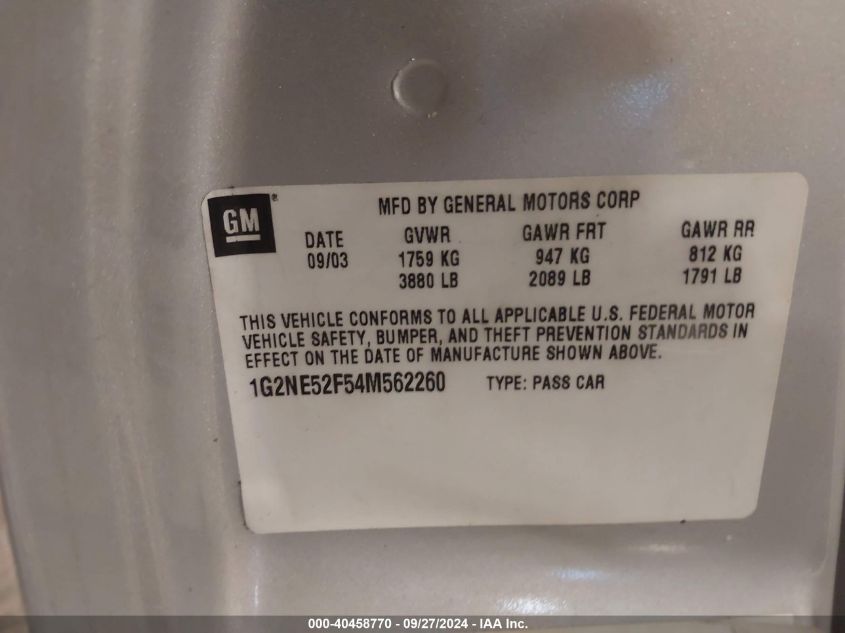 GM®
MFD BY GENERAL MOTORS CORP
DATE GVWR GAWR FRT GAWR RR
09/03 1759 KG 947 KG 812 KG
3880 LB 2089 LB 1791 LB
THIS VEHICLE CONFORMS TO ALL APPLICABLE U.S. FEDERAL MOTOR
VEHICLE SAFETY, BUMPER, AND THEFT PREVENTION STANDARDS IN
EFFECT ON THE DATE OF MANUFACTURE SHOWN ABOVE.
1G2NE52F54M562260 TYPE: PASS CAR
000-40458770 - 09/27/2024 - IAA Inc.